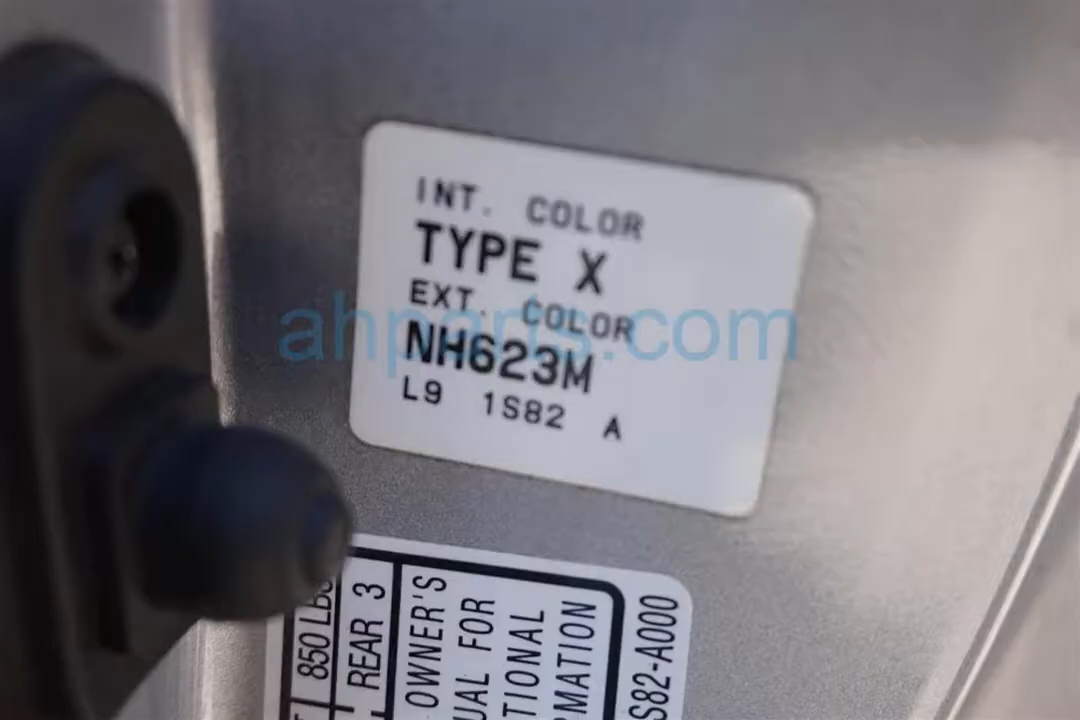 INT. COLOR
TYPE X
EXT. COLOR
NH623M
L9 1S82 A
ahparts.com
850 LBS
REAR 3
OWNER'S
UAL FOR
TIONAL
RMATION
S82-A000